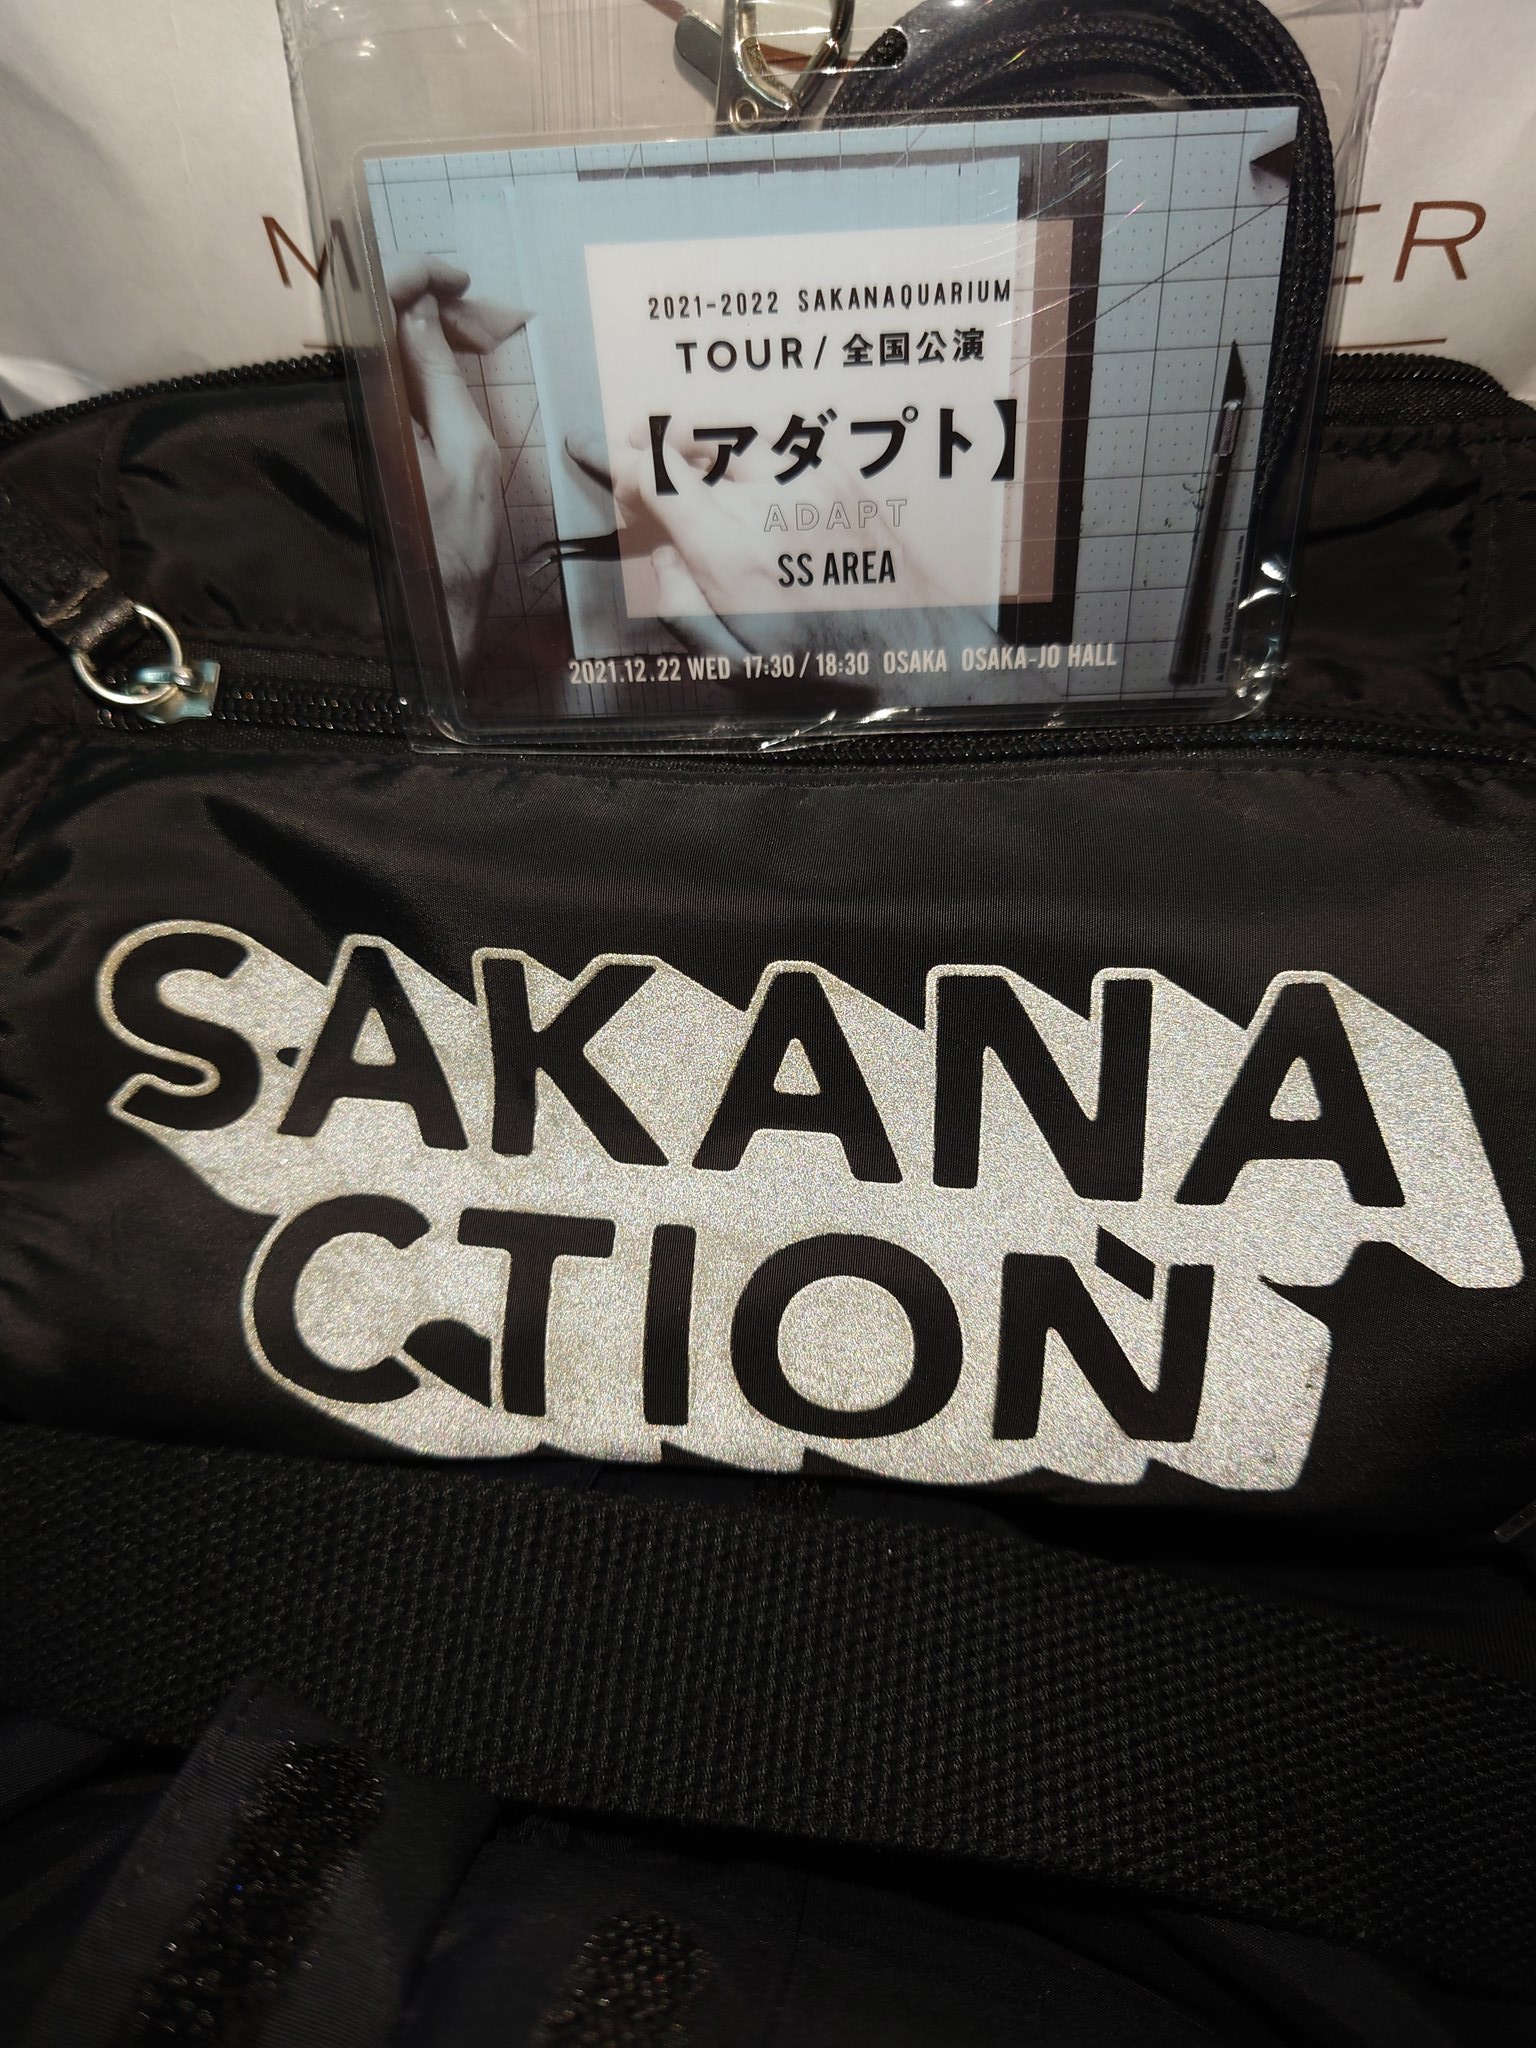 2021-2022 SAKANAQUARIUM
TOUR/全国公演
【アダプト】
ADAPT
SS AREA
2021.12.22 WED 17:30/18:30 OSAKA OSAKA-JO HALL
SAKANA
CTION